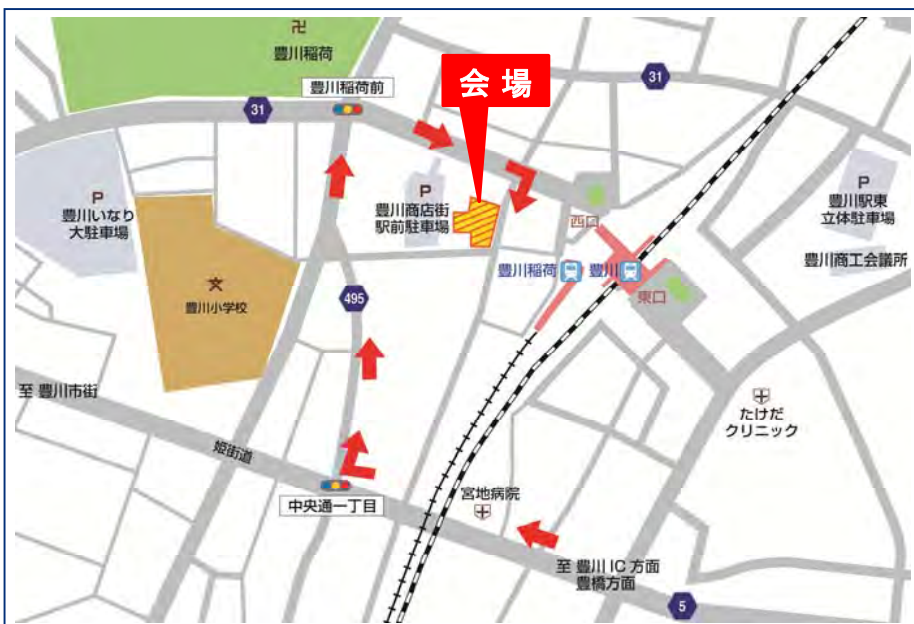 卍
豊川稲荷
豊川稲荷前
31
会場
31
P
豊川いなり
大駐車場
P
豊川商店街
駅前駐車場
P
豊川駅東
立体駐車場
豊川商工会議所
西口
豊川稲荷
豊川
東口
文
豊川小学校
495
至 豊川市街
姫街道
たけだ
クリニック
中央通一丁目
宮地病院
至 豊川 IC 方面
豊橋方面
5